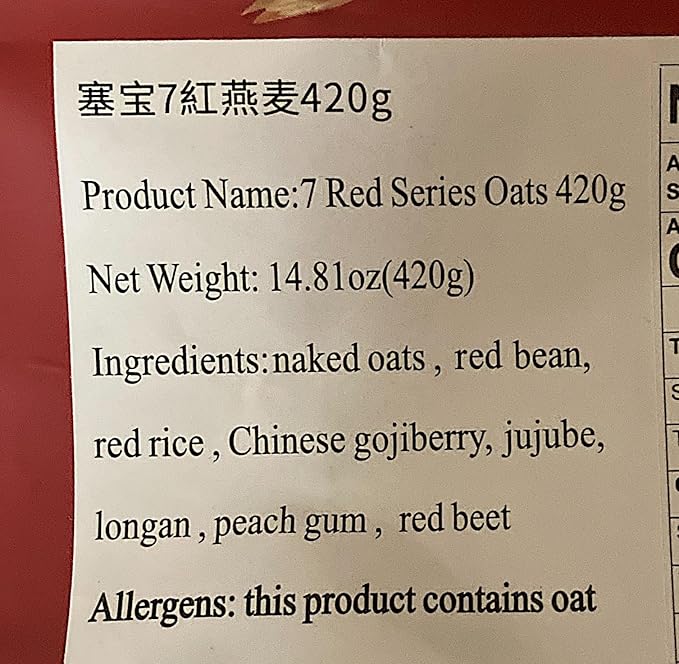 塞宝7紅燕麦420g
Product Name:7 Red Series Oats 420g
Net Weight: 14.81oz(420g)
Ingredients:naked oats , red bean,
red rice , Chinese gojiberry, jujube,
longan , peach gum , red beet
Allergens: this product contains oat